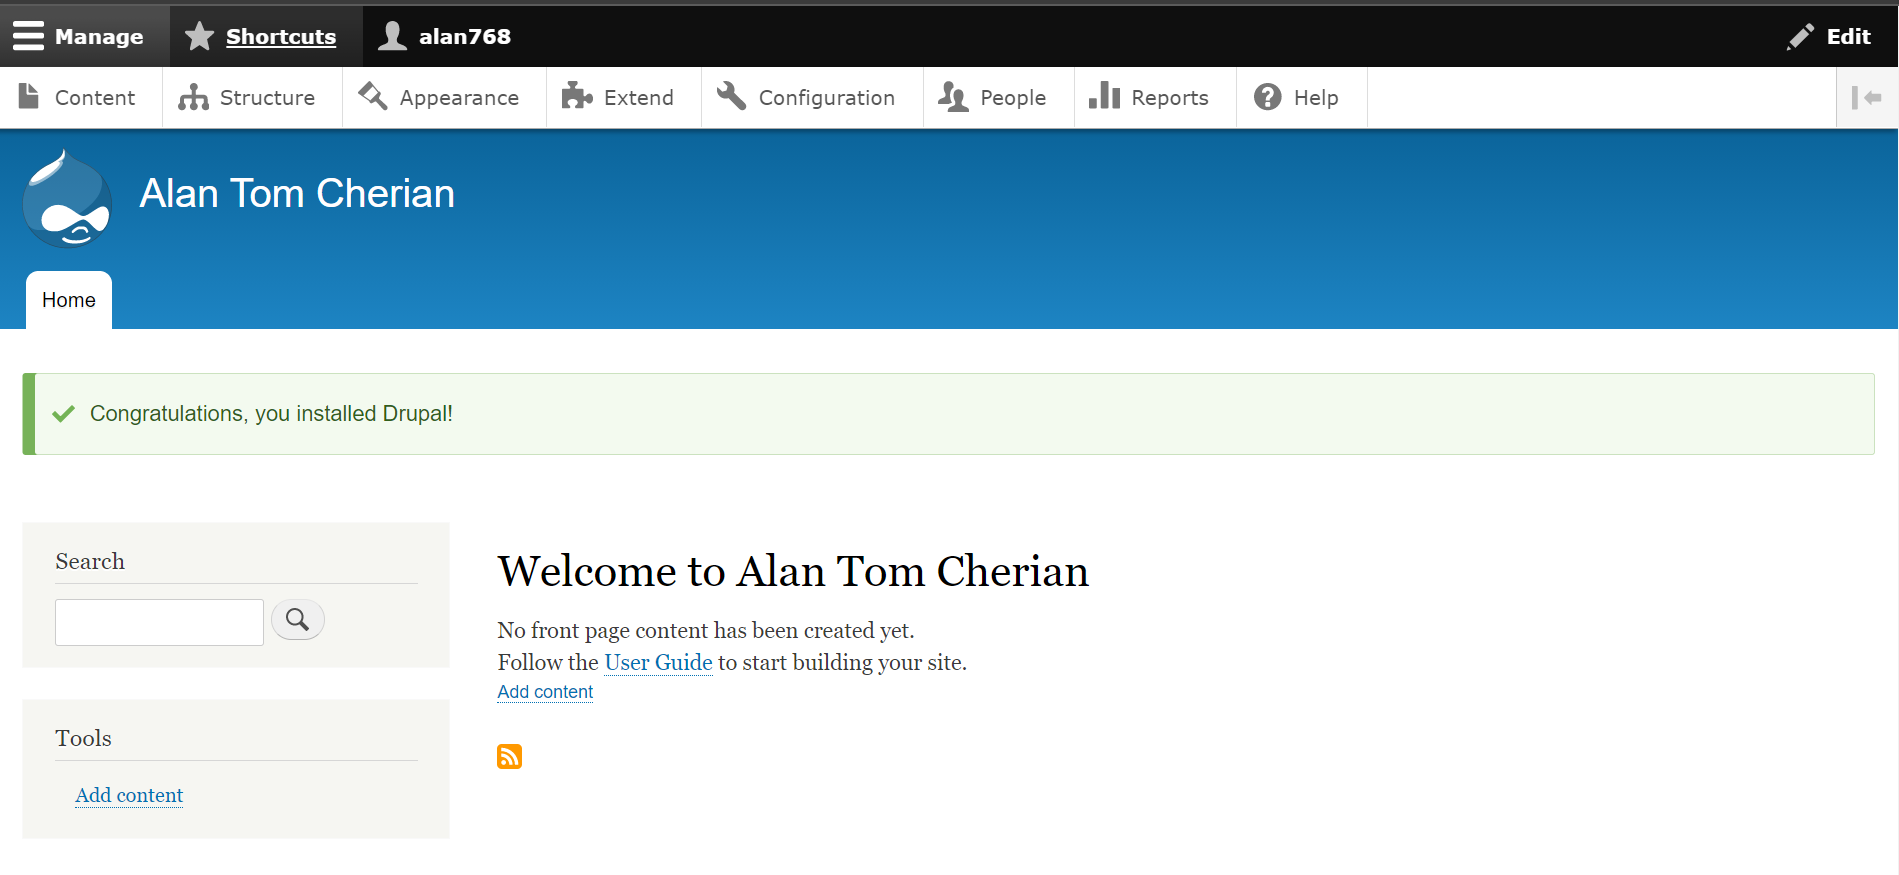 Manage Shortcuts alan768 Edit
Content Structure Appearance Extend Configuration People Reports Help
Alan Tom Cherian
Home
Congratulations, you installed Drupal!
Search
Welcome to Alan Tom Cherian
No front page content has been created yet.
Follow the User Guide to start building your site.
Add content
Tools
Add content